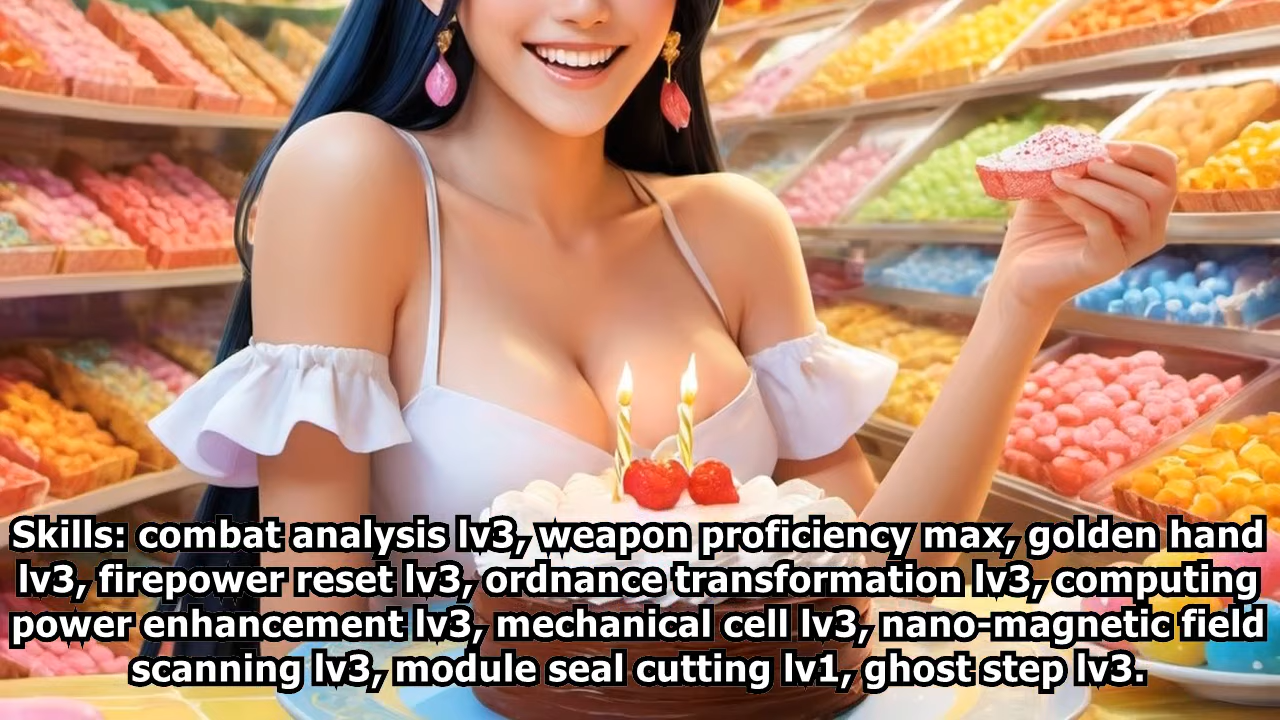 Skills: combat analysis lv3, weapon proficiency max, golden hand
lv3, firepower reset lv3, ordnance transformation lv3, computing
power enhancement lv3, mechanical cell lv3, nano-magnetic field
scanning lv3, module seal cutting lv1, ghost step lv3.